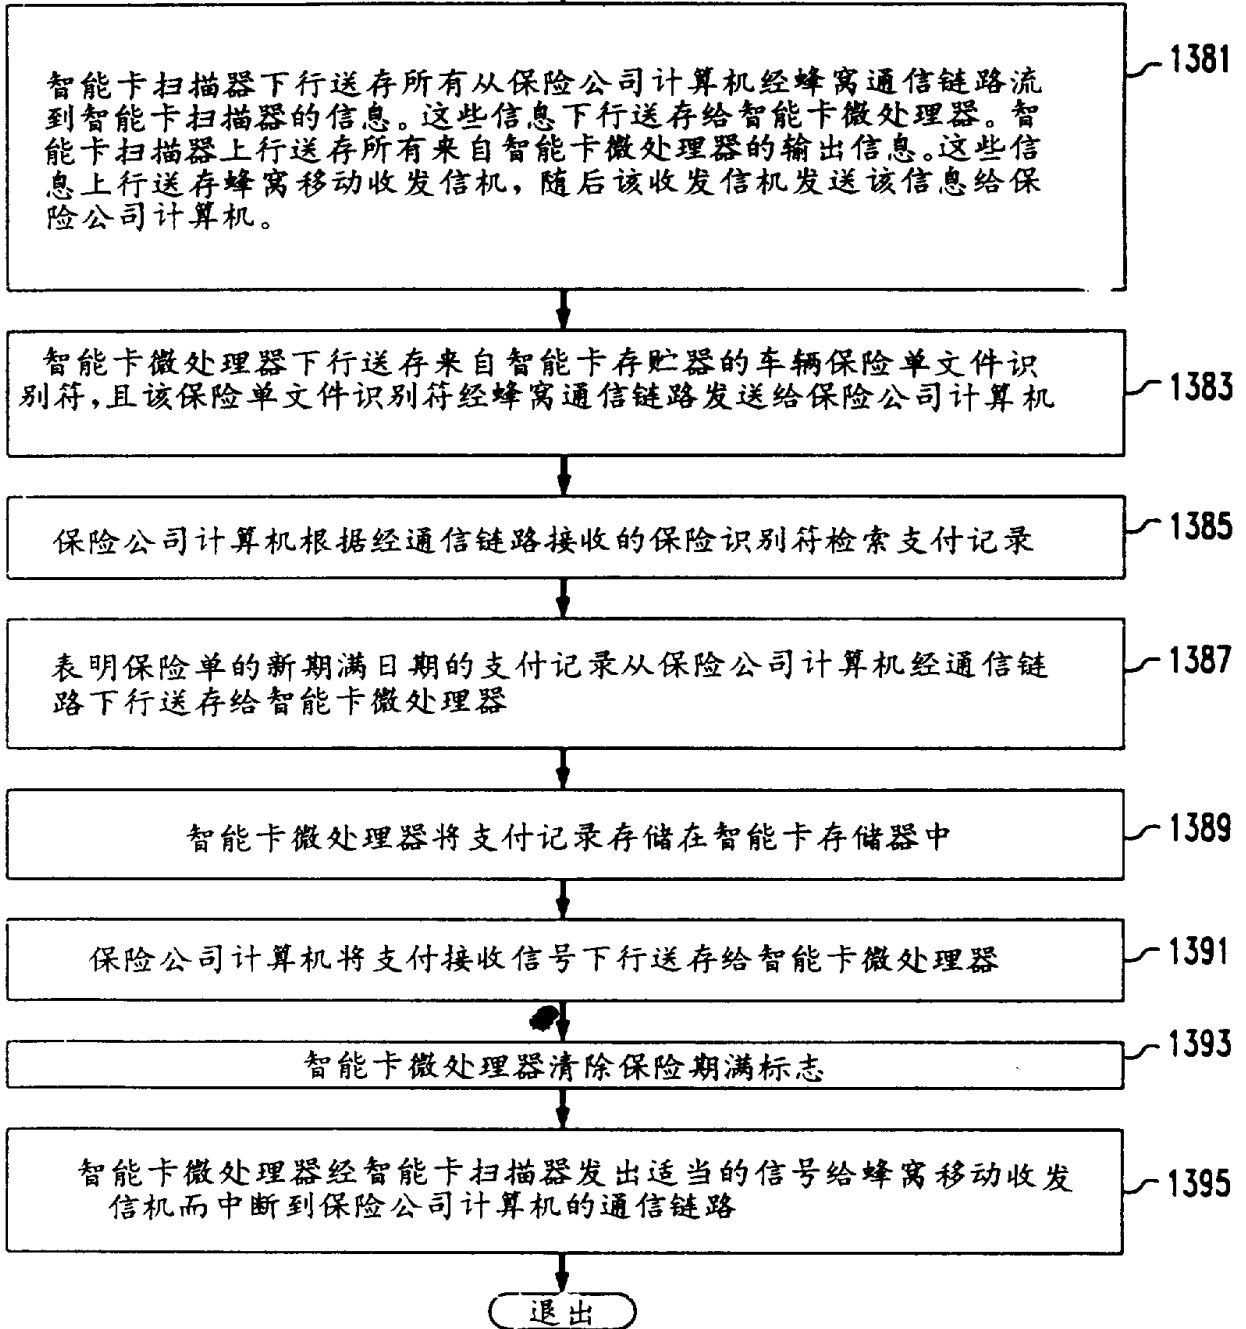 智能卡扫描器下行送存所有从保险公司计算机经蜂窝通信链路流
到智能卡扫描器的信息。这些信息下行送存给智能卡微处理器。智
能卡扫描器上行送存所有来自智能卡微处理器的输出信息。这些信
息上行送存蜂窝移动收发信机，随后该收发信机发送该信息给保
险公司计算机。
1381
智能卡微处理器下行送存来自智能卡存贮器的车辆保险单文件识
别符，且该保险单文件识别符经蜂窝通信链路发送给保险公司计算机
1383
保险公司计算机根据经通信链路接收的保险识别符检索支付记录
1385
表明保险单的新期满日期的支付记录从保险公司计算机经通信链
路下行送存给智能卡微处理器
1387
智能卡微处理器将支付记录存储在智能卡存储器中
1389
保险公司计算机将支付接收信号下行送存给智能卡微处理器
1391
智能卡微处理器清除保险期满标志
1393
智能卡微处理器经智能卡扫描器发出适当的信号给蜂窝移动收发
信机而中断到保险公司计算机的通信链路
1395
退出